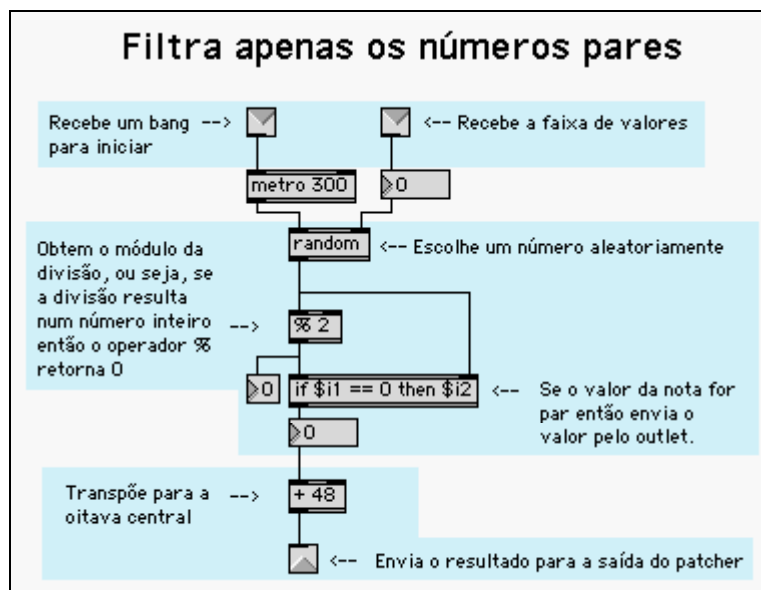 Filtra apenas os números pares
Recebe um bang -->
para iniciar
<-- Recebe a faixa de valores
metro 300
0
random
<-- Escolhe um número aleatoriamente
Obtem o módulo da
divisão, ou seja, se
a divisão resulta
num número inteiro -->
então o operador %
retorna 0
% 2
0
if $i1 == 0 then $i2
<-- Se o valor da nota for
par então envia o
valor pelo outlet.
0
Transpõe para a -->
oitava central
+ 48
<-- Envia o resultado para a saída do patcher